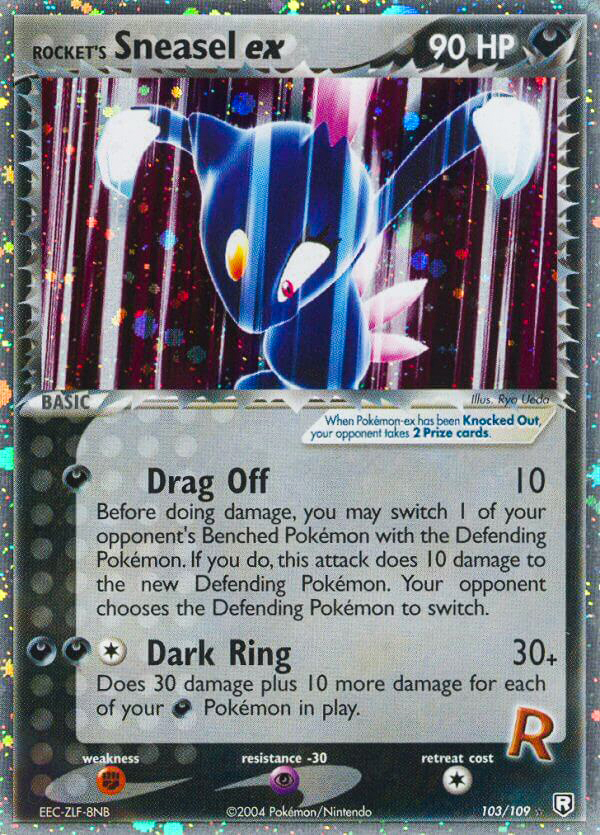 ROCKET'S Sneasel ex 90 HP
BASIC
Illus. Ryo Ueda
When Pokémon-ex has been Knocked Out,
your opponent takes 2 Prize cards.
Drag Off 10
Before doing damage, you may switch 1 of your
opponent's Benched Pokémon with the Defending
Pokémon. If you do, this attack does 10 damage to
the new Defending Pokémon. Your opponent
chooses the Defending Pokémon to switch.
Dark Ring 30+
Does 30 damage plus 10 more damage for each
of your Pokémon in play.
R
weakness resistance -30 retreat cost
EEC-ZLF-8NB ©2004 Pokémon/Nintendo 103/109 ☆ R